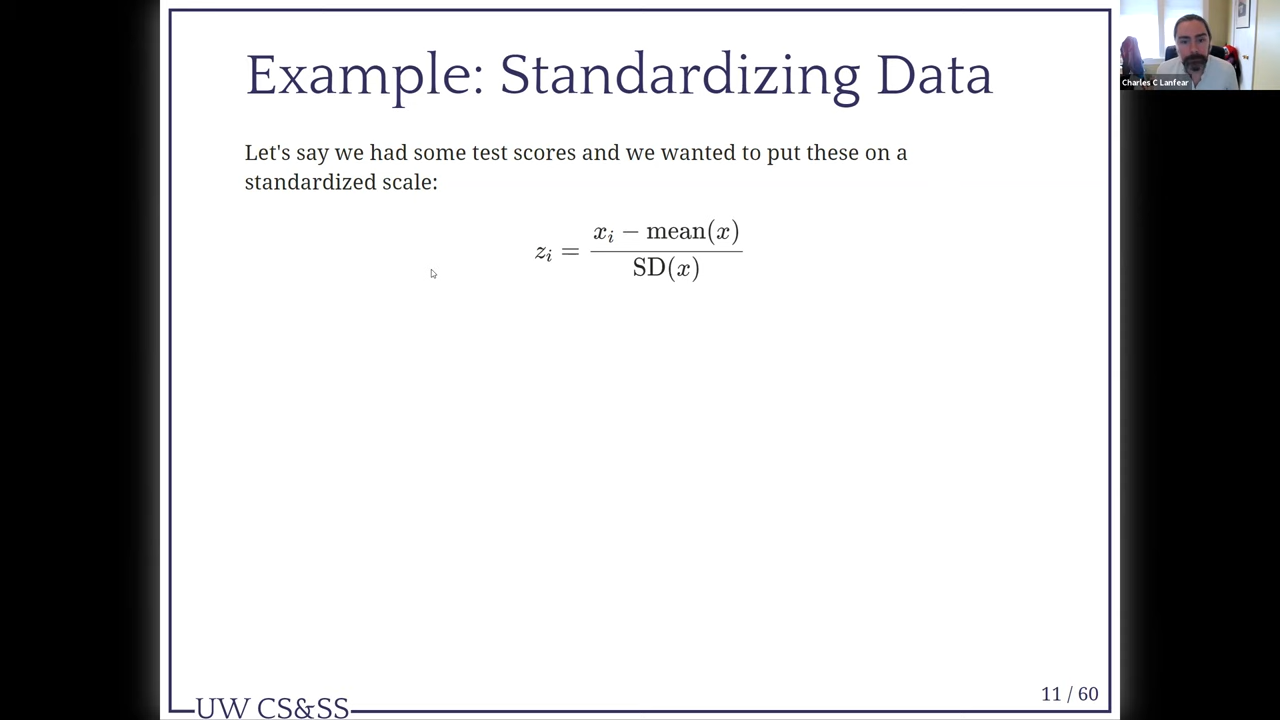 Example: Standardizing Data
Charles C Lanfear
Let's say we had some test scores and we wanted to put these on a
standardized scale:
z_i = \frac{x_i - mean(x)}{SD(x)}
11 / 60
UW CS&SS